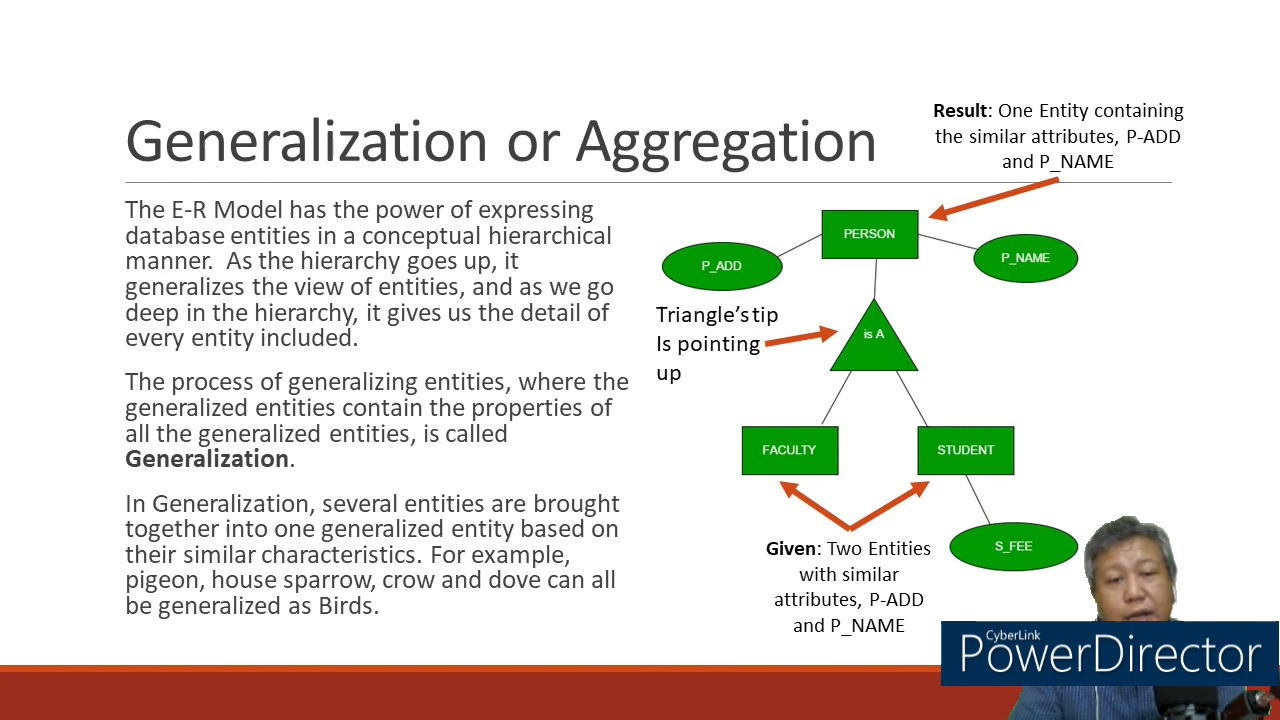 Generalization or Aggregation
Result: One Entity containing
the similar attributes, P-ADD
and P_NAME
The E-R Model has the power of expressing
database entities in a conceptual hierarchical
manner.  As the hierarchy goes up, it
generalizes the view of entities, and as we go
deep in the hierarchy, it gives us the detail of
every entity included.
The process of generalizing entities, where the
generalized entities contain the properties of
all the generalized entities, is called
Generalization.
In Generalization, several entities are brought
together into one generalized entity based on
their similar characteristics. For example,
pigeon, house sparrow, crow and dove can all
be generalized as Birds.
PERSON
P_ADD
P_NAME
Triangle’s tip
Is pointing
up
is A
FACULTY
STUDENT
S_FEE
Given: Two Entities
with similar
attributes, P-ADD
and P_NAME
CyberLink
PowerDirector